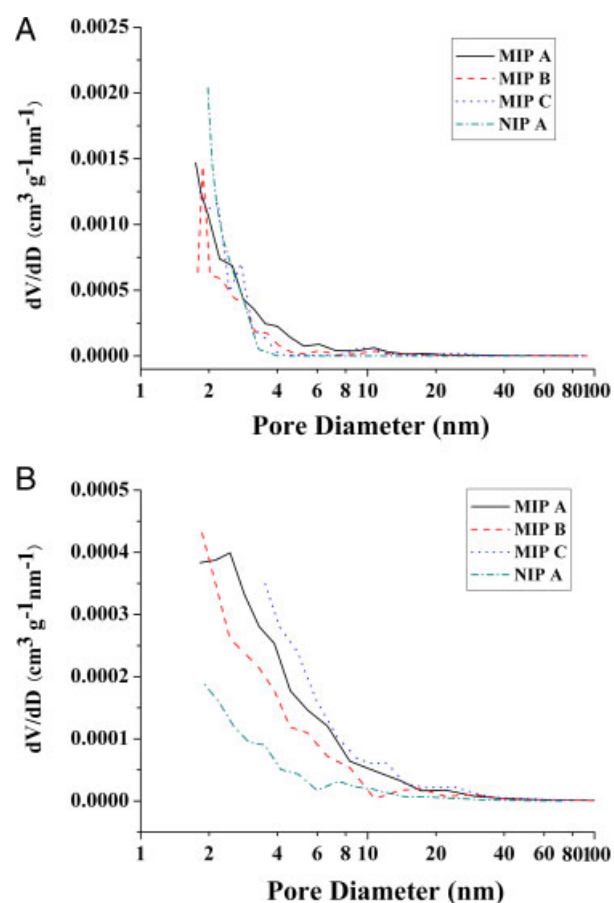 A
MIP A
MIP B
MIP C
NIP A
0.0025
0.0020
0.0015
0.0010
0.0005
0.0000
dV/dD (cm³ g⁻¹nm⁻¹)
1 2 4 6 8 10 20 40 60 80100
Pore Diameter (nm)
B
MIP A
MIP B
MIP C
NIP A
0.0005
0.0004
0.0003
0.0002
0.0001
0.0000
dV/dD (cm³ g⁻¹nm⁻¹)
1 2 4 6 8 10 20 40 60 80100
Pore Diameter (nm)